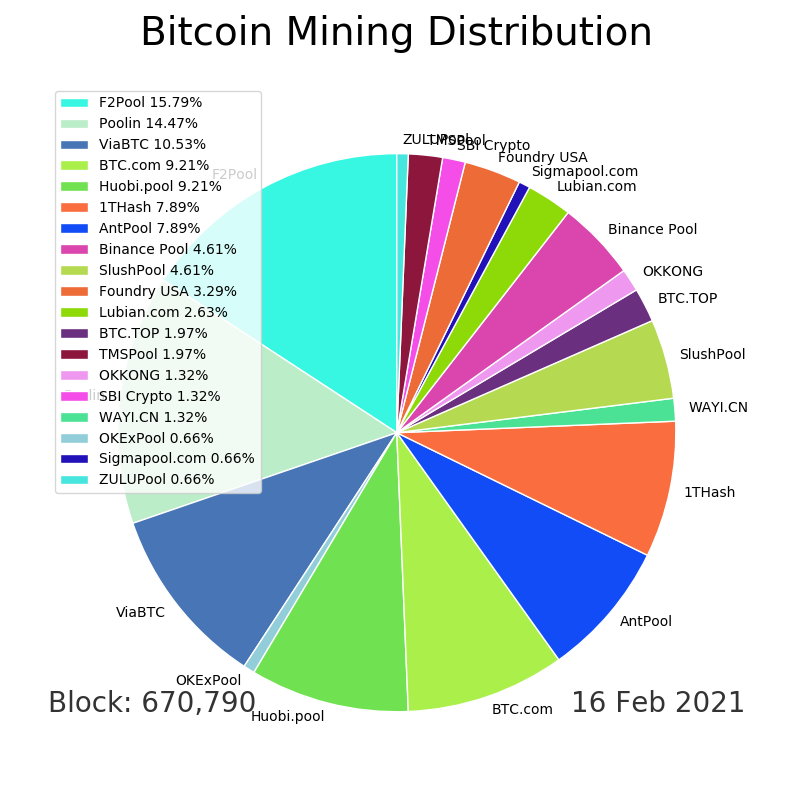 Bitcoin Mining Distribution
F2Pool 15.79%
Poolin 14.47%
ViaBTC 10.53%
BTC.com 9.21%
Huobi.pool 9.21%
1THash 7.89%
AntPool 7.89%
Binance Pool 4.61%
SlushPool 4.61%
Foundry USA 3.29%
Lubian.com 2.63%
BTC.TOP 1.97%
TMSPool 1.97%
OKKONG 1.32%
SBI Crypto 1.32%
WAYI.CN 1.32%
OKExPool 0.66%
Sigmapool.com 0.66%
ZULUPool 0.66%
ZULUPool
TMSPool
SBI Crypto
Foundry USA
Sigmapool.com
Lubian.com
Binance Pool
OKKONG
BTC.TOP
SlushPool
WAYI.CN
1THash
AntPool
BTC.com
Huobi.pool
OKExPool
ViaBTC
F2Pool
Block: 670,790
16 Feb 2021